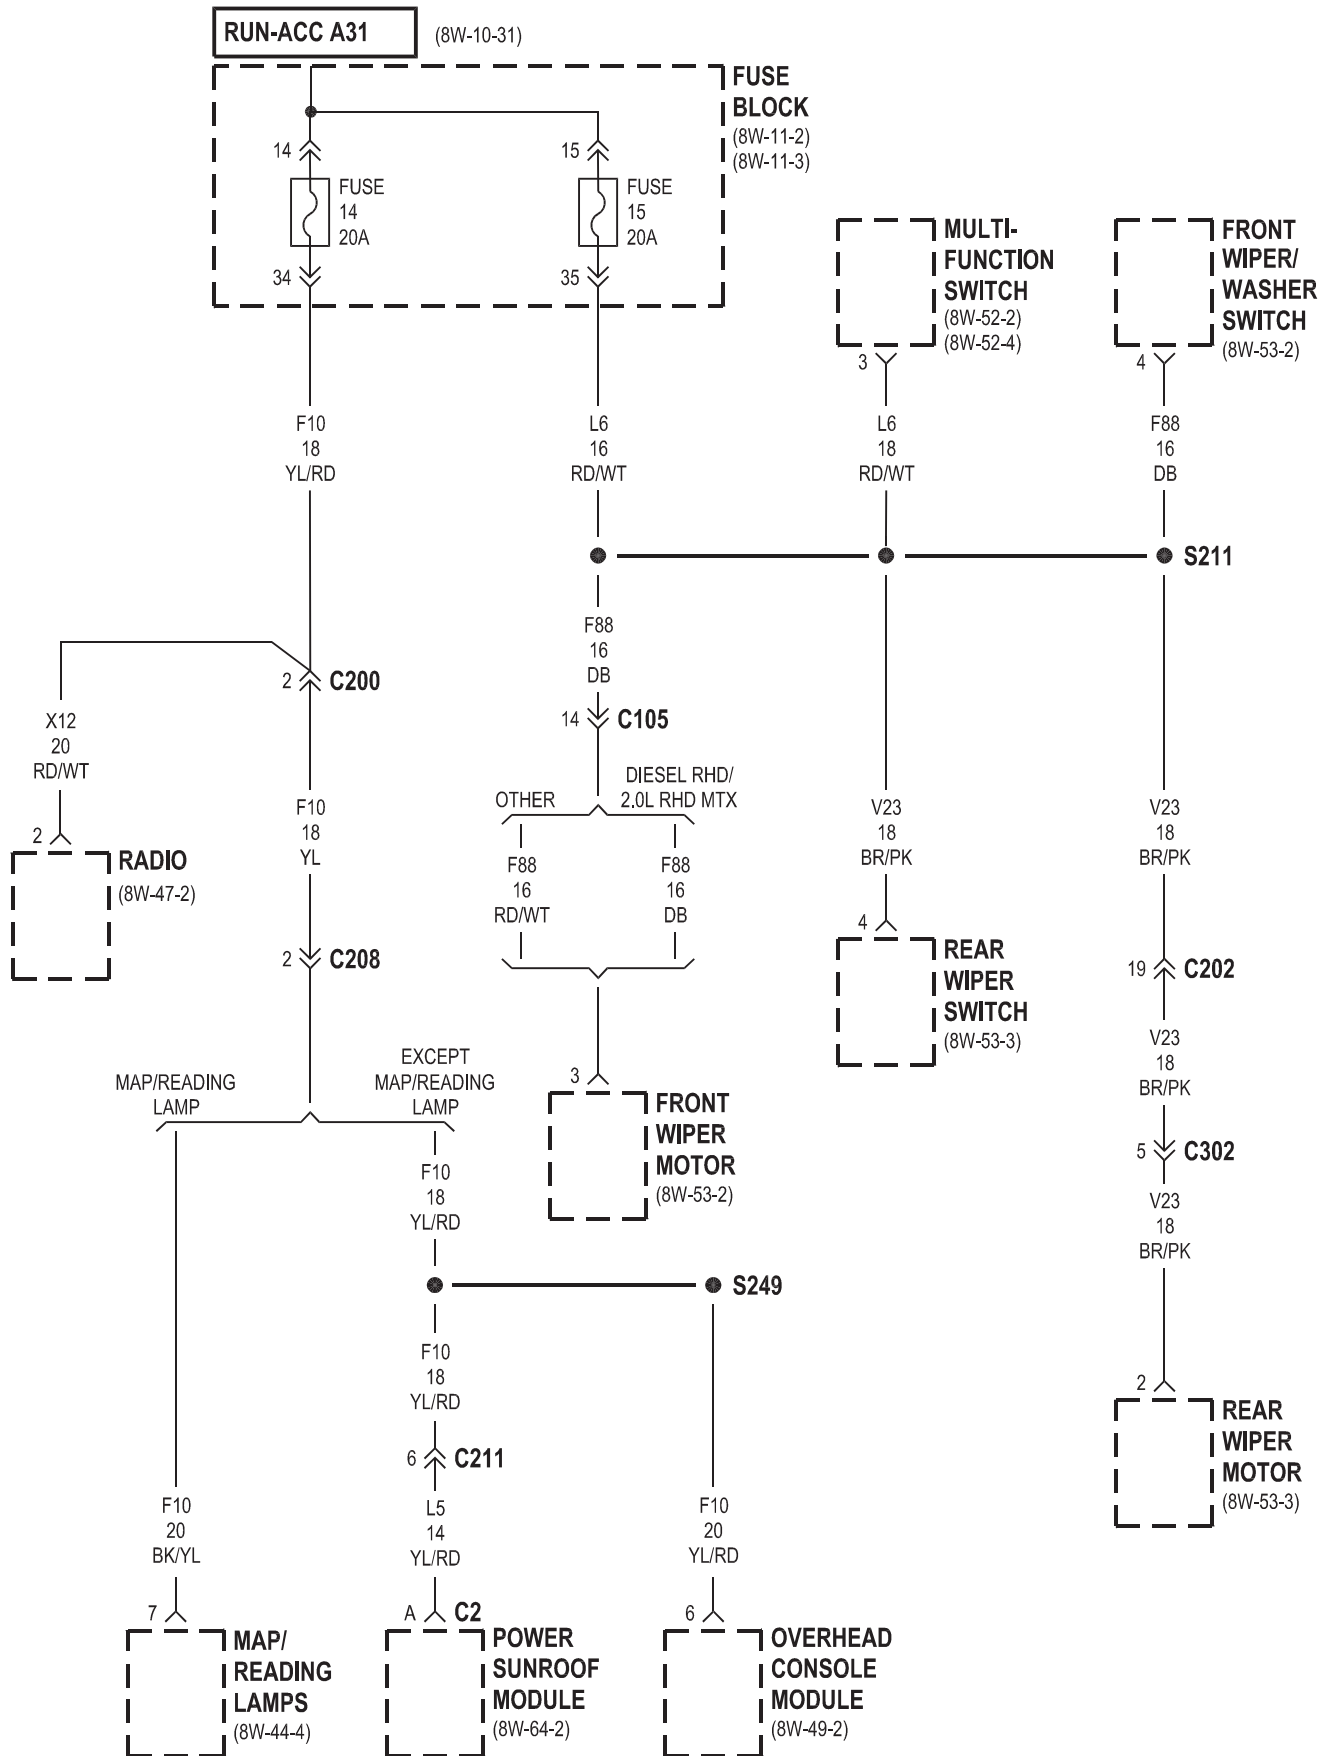 RUN-ACC A31
(8W-10-31)
FUSE
BLOCK
(8W-11-2)
(8W-11-3)
14
FUSE
14
20A
34
15
FUSE
15
20A
35
MULTI-
FUNCTION
SWITCH
(8W-52-2)
(8W-52-4)
3
FRONT
WIPER/
WASHER
SWITCH
(8W-53-2)
4
F10
18
YL/RD
L6
16
RD/WT
L6
18
RD/WT
F88
16
DB
S211
F88
16
DB
2 C200
14 C105
X12
20
RD/WT
2
RADIO
(8W-47-2)
F10
18
YL
2 C208
OTHER
DIESEL RHD/
2.0L RHD MTX
F88
16
RD/WT
F88
16
DB
V23
18
BR/PK
4
REAR
WIPER
SWITCH
(8W-53-3)
V23
18
BR/PK
19 C202
V23
18
BR/PK
5 C302
V23
18
BR/PK
2
REAR
WIPER
MOTOR
(8W-53-3)
3
FRONT
WIPER
MOTOR
(8W-53-2)
MAP/READING
LAMP
EXCEPT
MAP/READING
LAMP
F10
18
YL/RD
S249
F10
18
YL/RD
6 C211
F10
20
BK/YL
L5
14
YL/RD
F10
20
YL/RD
7
MAP/
READING
LAMPS
(8W-44-4)
A C2
POWER
SUNROOF
MODULE
(8W-64-2)
6
OVERHEAD
CONSOLE
MODULE
(8W-49-2)